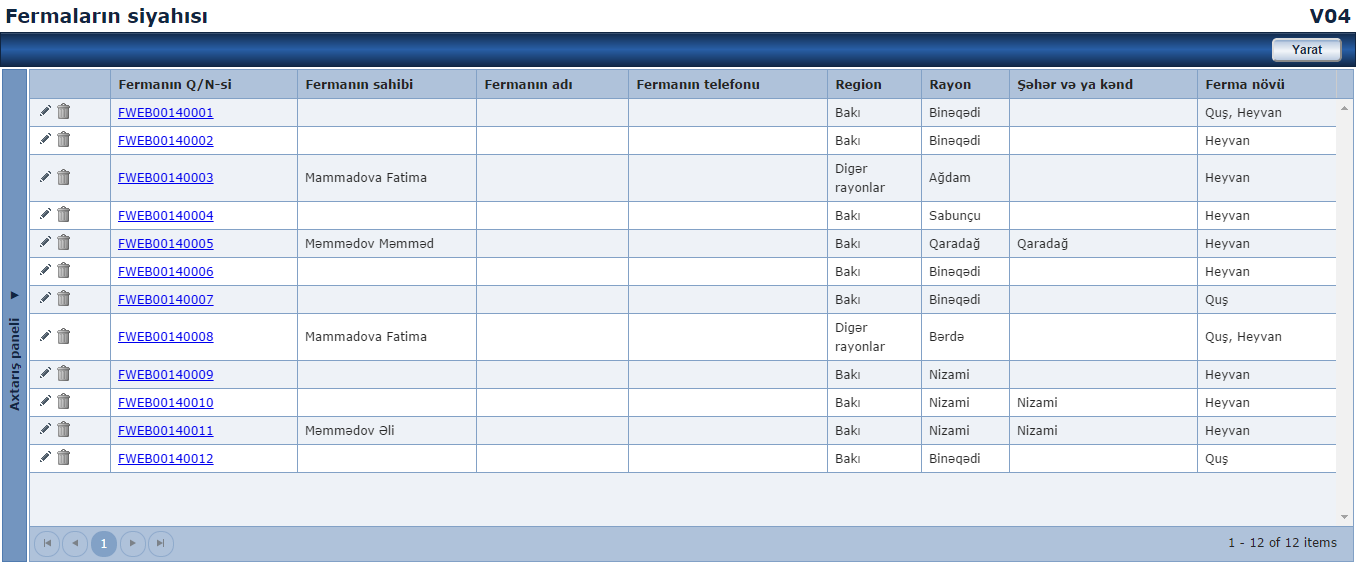 Fermaların siyahısı V04
Yarat
Fermanın Q/N-si Fermanın sahibi Fermanın adı Fermanın telefonu Region Rayon Şəhər və ya kənd Ferma növü
FWEB00140001 Bakı Binəqədi Quş, Heyvan
FWEB00140002 Bakı Binəqədi Heyvan
FWEB00140003 Mammadova Fatima Digər rayonlar Ağdam Heyvan
FWEB00140004 Bakı Sabunçu Heyvan
FWEB00140005 Məmmədov Məmməd Bakı Qaradağ Qaradağ Heyvan
FWEB00140006 Bakı Binəqədi Heyvan
FWEB00140007 Bakı Binəqədi Quş
FWEB00140008 Mammadova Fatima Digər rayonlar Bərdə Quş, Heyvan
FWEB00140009 Bakı Nizami Heyvan
FWEB00140010 Bakı Nizami Nizami Heyvan
FWEB00140011 Məmmədov Əli Bakı Nizami Nizami Heyvan
FWEB00140012 Bakı Binəqədi Quş
Axtarış paneli
1 1 - 12 of 12 items